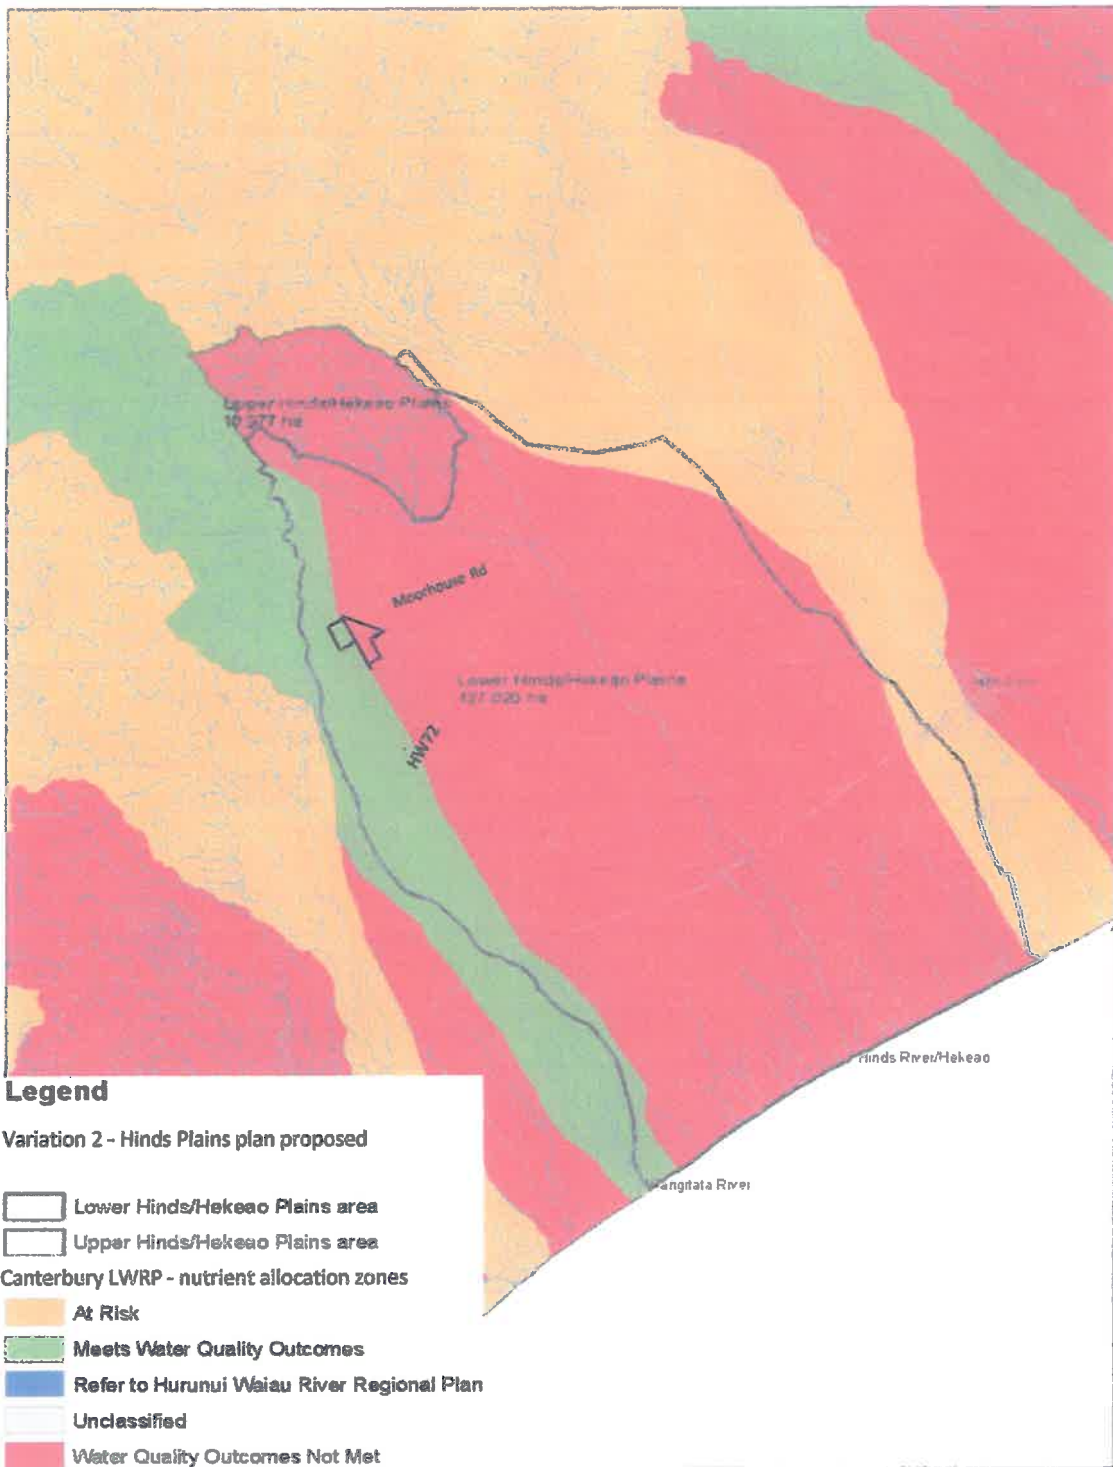 Upper Hinds/Hekeao Plains
ha
Moorhouse Rd
Lower Hinds/Hekeao Plains
ha
HW72
Hinds River/Hekeao
Rangitata River
Legend
Variation 2 - Hinds Plains plan proposed
Lower Hinds/Hekeao Plains area
Upper Hinds/Hekeao Plains area
Canterbury LWRP - nutrient allocation zones
At Risk
Meets Water Quality Outcomes
Refer to Hurunui Waiau River Regional Plan
Unclassified
Water Quality Outcomes Not Met